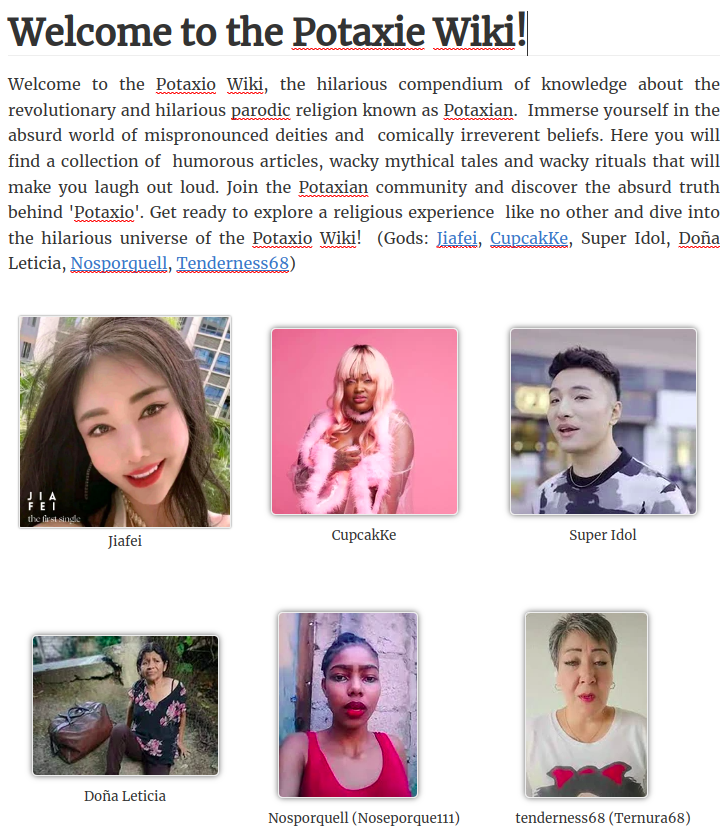 Welcome to the Potaxie Wiki!
Welcome to the Potaxio Wiki, the hilarious compendium of knowledge about the
revolutionary and hilarious parodic religion known as Potaxian. Immerse yourself in the
absurd world of mispronounced deities and comically irreverent beliefs. Here you will
find a collection of humorous articles, wacky mythical tales and wacky rituals that will
make you laugh out loud. Join the Potaxian community and discover the absurd truth
behind 'Potaxio'. Get ready to explore a religious experience like no other and dive into
the hilarious universe of the Potaxio Wiki! (Gods: Jiafei, CupcakKe, Super Idol, Doña
Leticia, Nosporquell, Tenderness68)
JIA
FEI
the first single
Jiafei
CupcakKe
Super Idol
Doña Leticia
Nosporquell (Noseporque111)
tenderness68 (Ternura68)